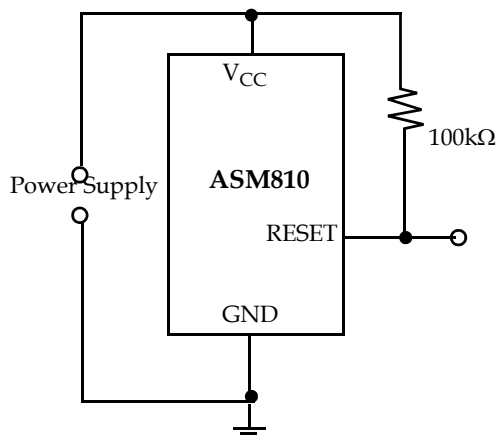 VCC
100kΩ
Power Supply
ASM810
RESET
GND